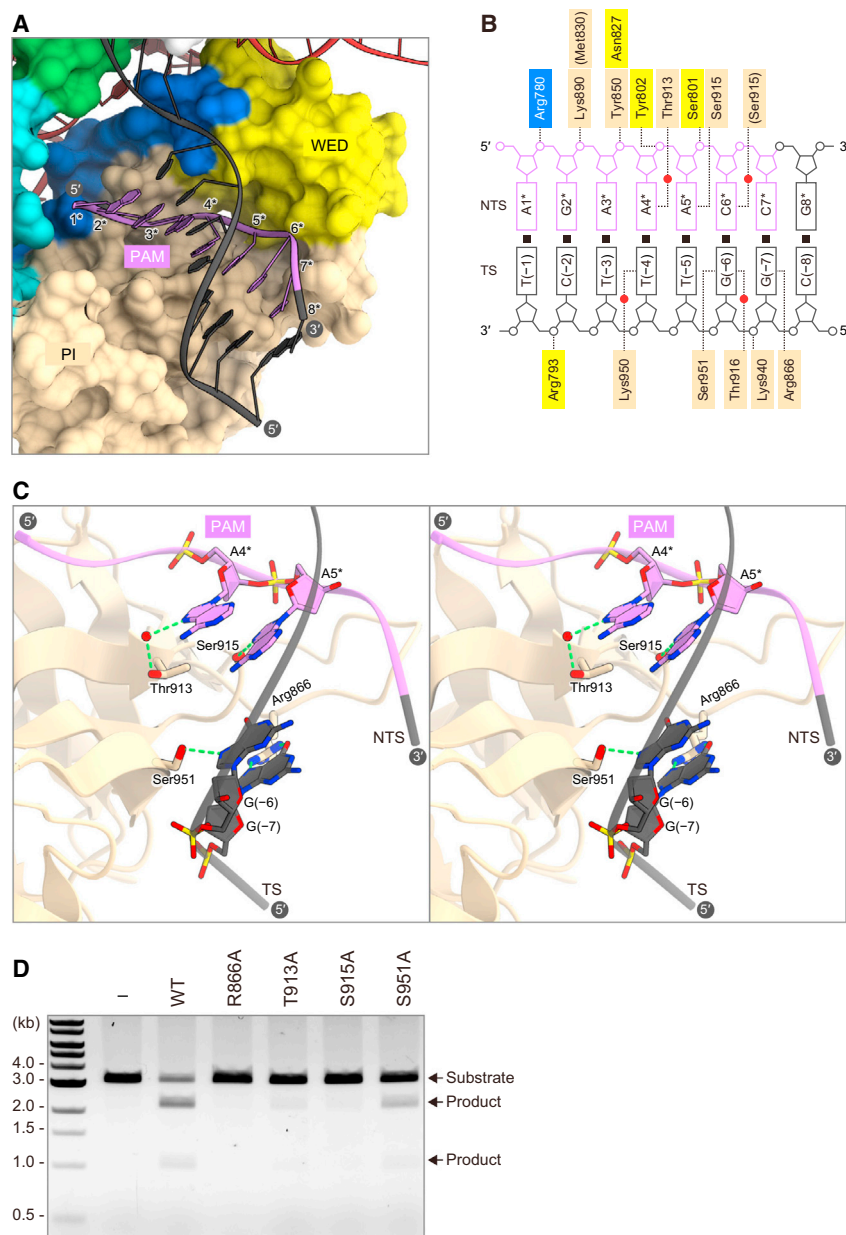 A
WED
5′
1*
2*
3*
4*
5*
6*
7*
8*
PAM
3′
PI
5′
B
Arg780
Lys890
(Met830)
Tyr850
Asn827
Tyr802
Thr913
Ser801
Ser915
(Ser915)
5′
3′
NTS
A1*
G2*
A3*
A4*
A5*
C6*
C7*
G8*
TS
T(−1)
C(−2)
T(−3)
T(−4)
T(−5)
G(−6)
G(−7)
C(−8)
3′
5′
Arg793
Lys950
Ser951
Thr916
Lys940
Arg866
C
5′
PAM
A4*
A5*
Ser915
Thr913
Arg866
NTS
3′
Ser951
G(−6)
G(−7)
TS
5′
5′
PAM
A4*
A5*
Ser915
Thr913
Arg866
NTS
3′
Ser951
G(−6)
G(−7)
TS
5′
D
–
WT
R866A
T913A
S915A
S951A
(kb)
4.0 -
3.0 -
Substrate
2.0 -
Product
1.5 -
1.0 -
Product
0.5 -